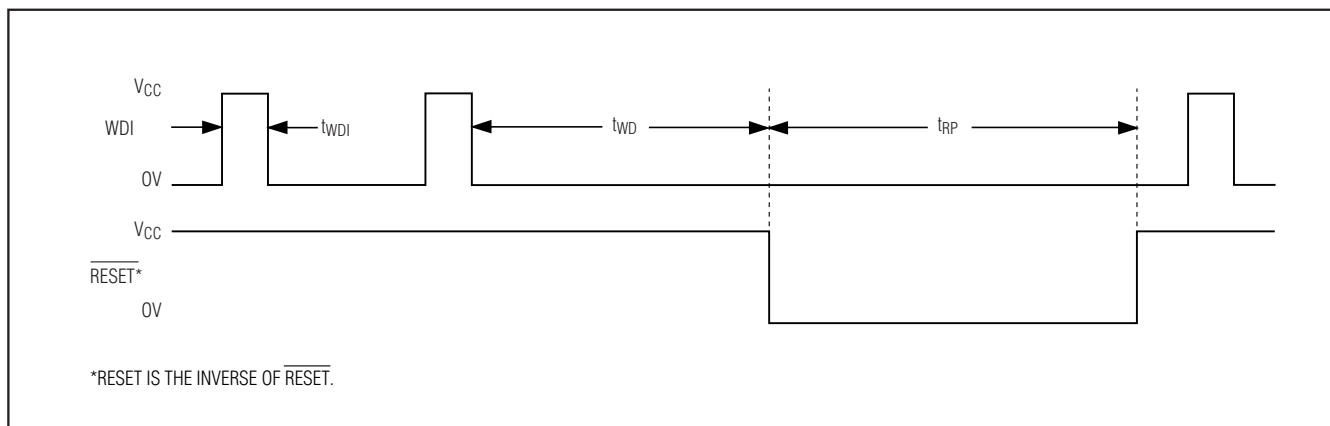 VCC
WDI tWDI tWD tRP
0V
VCC
RESET*
0V
*RESET IS THE INVERSE OF RESET.